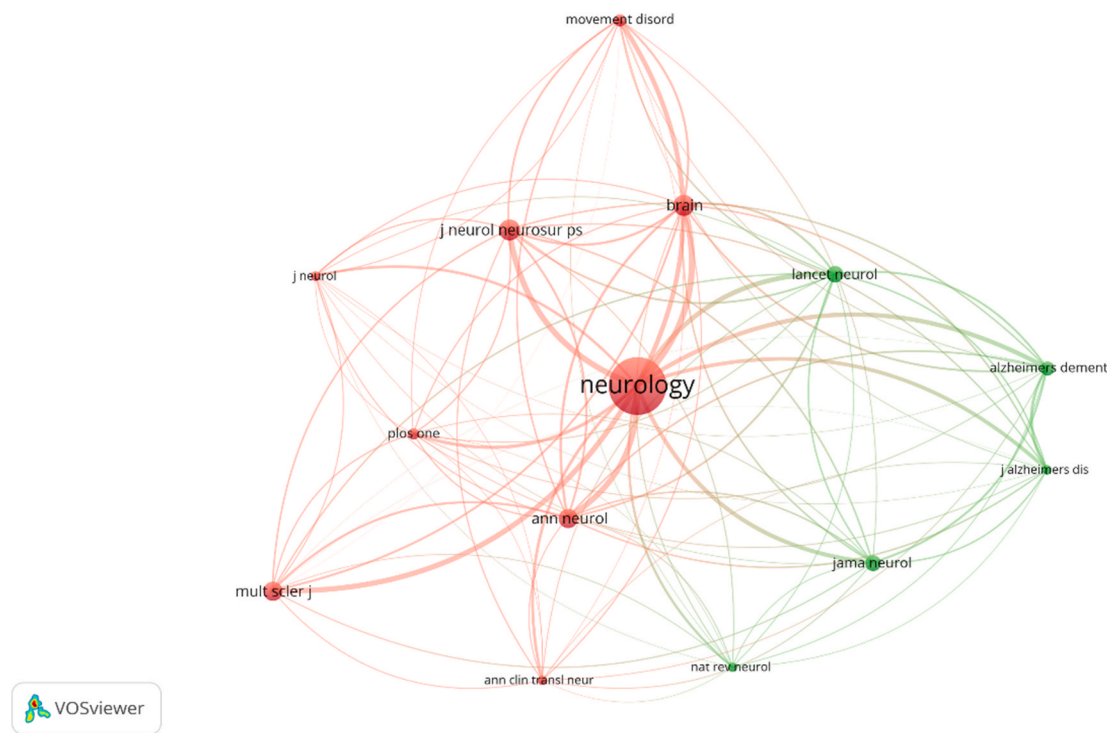 movement disord
brain
j neurol neurosur ps
lancet neurol
j neurol
alzheimers dement
neurology
plos one
j alzheimers dis
ann neurol
jama neurol
mult scler j
nat rev neurol
ann clin transl neur
VOSviewer